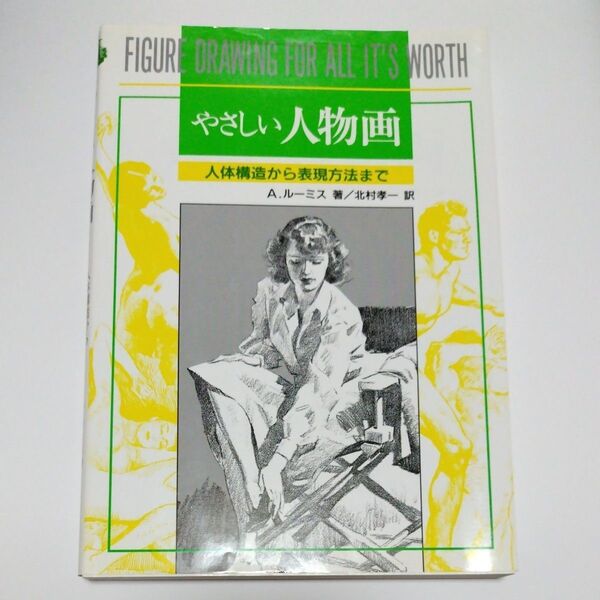 FIGURE DRAWING FOR ALL IT'S WORTH
やさしい人物画
人体構造から表現方法まで
A.ルーミス 著/北村孝一 訳